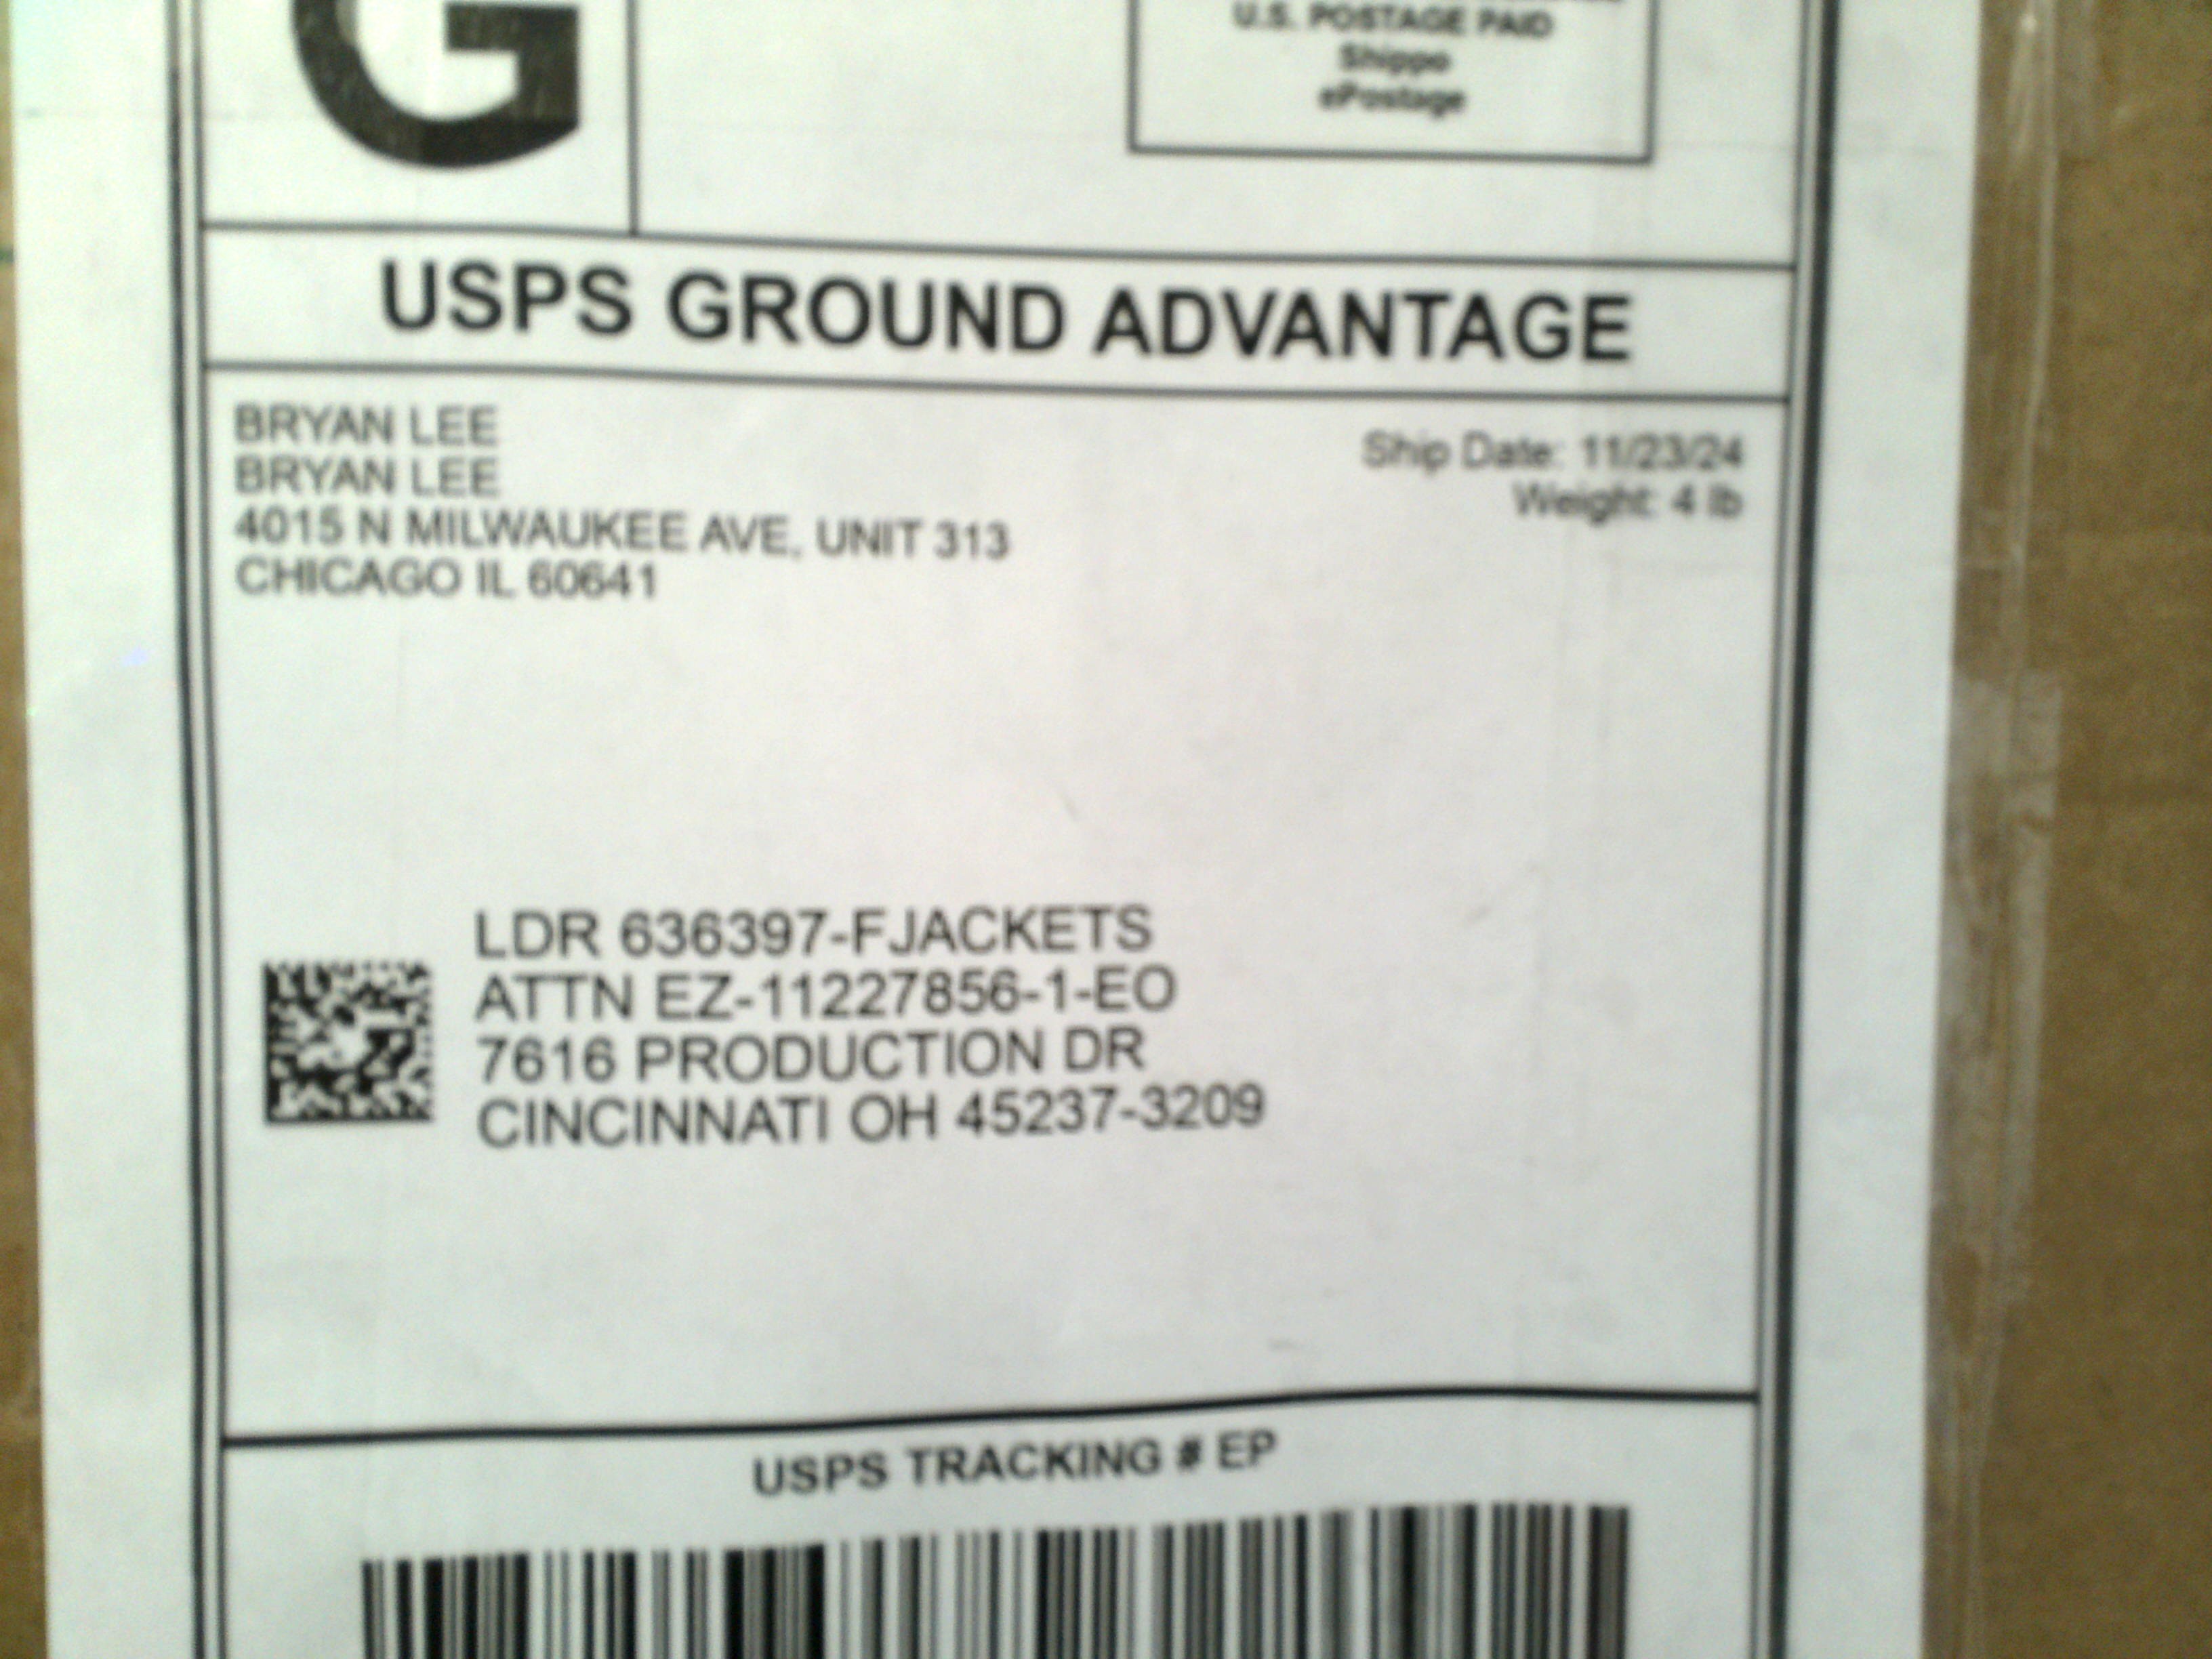 G
U.S. POSTAGE PAID
Shippo
ePostage
USPS GROUND ADVANTAGE
BRYAN LEE
BRYAN LEE
4015 N MILWAUKEE AVE, UNIT 313
CHICAGO IL 60641
Ship Date: 11/23/24
Weight: 4 lb
LDR 636397-FJACKETS
ATTN EZ-11227856-1-EO
7616 PRODUCTION DR
CINCINNATI OH 45237-3209
USPS TRACKING # EP